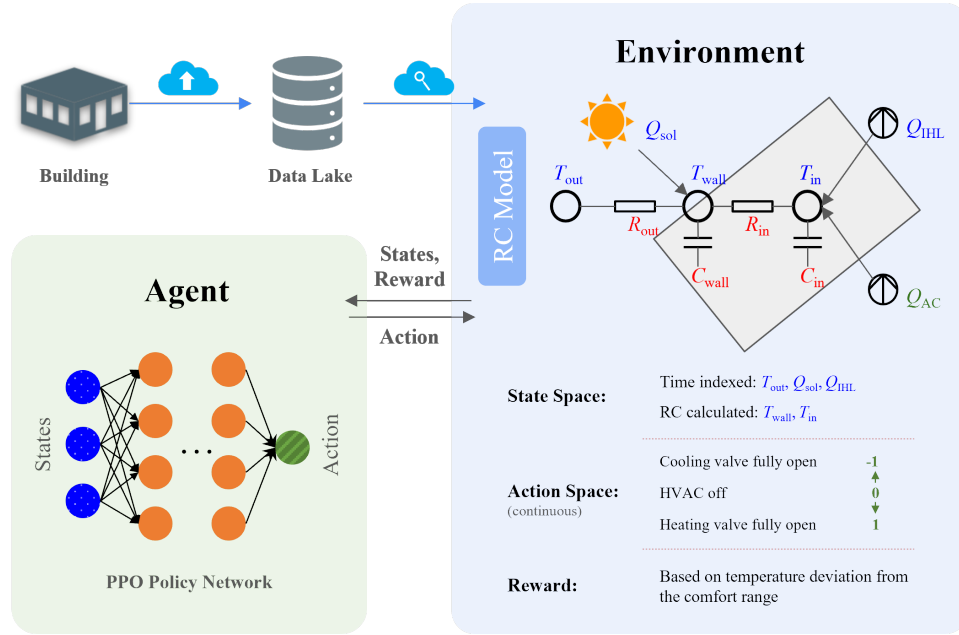 Environment
Building
Data Lake
RC Model
Q_sol
Q_IHL
T_out
T_wall
T_in
R_out
R_in
C_wall
C_in
Q_AC
States,
Reward
Action
Agent
States
Action
PPO Policy Network
State Space:
Time indexed: T_out, Q_sol, Q_IHL
RC calculated: T_wall, T_in
Action Space:
(continuous)
Cooling valve fully open -1
HVAC off 0
Heating valve fully open 1
Reward:
Based on temperature deviation from
the comfort range